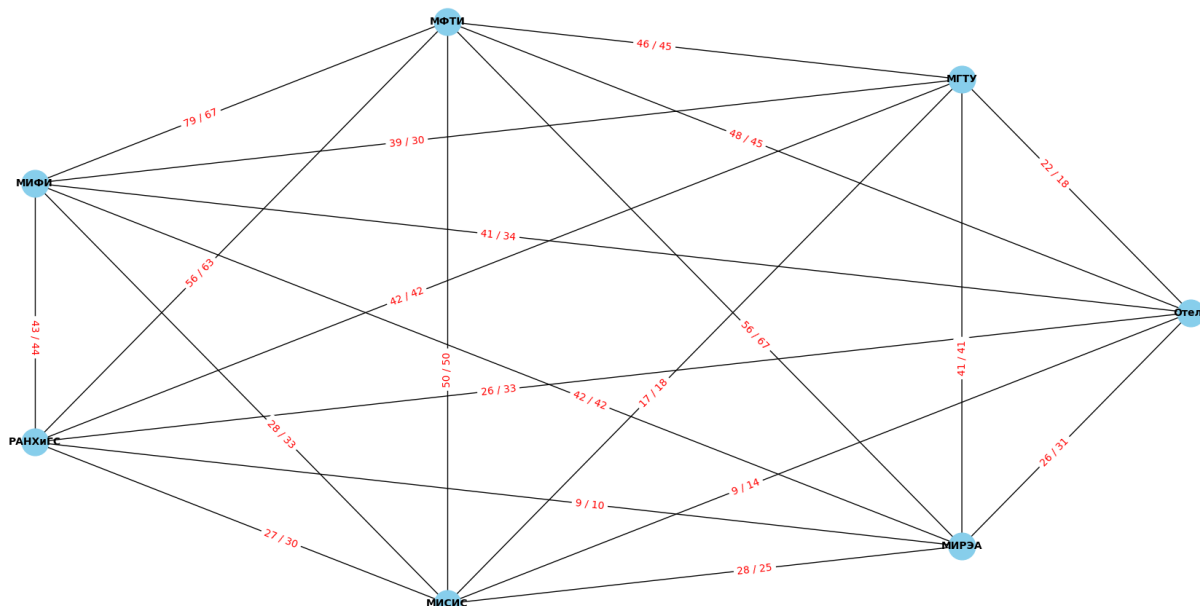 МФТИ
46 / 45
МГТУ
79 / 67
39 / 30
48 / 45
22 / 18
МИФИ
41 / 34
56 / 63
42 / 42
Отел
43 / 44
56 / 67
41 / 41
50 / 50
26 / 33
17 / 18
42 / 42
РАНХиГС
28 / 33
26 / 31
9 / 14
9 / 10
27 / 30
МИРЭА
28 / 25
МИСИС